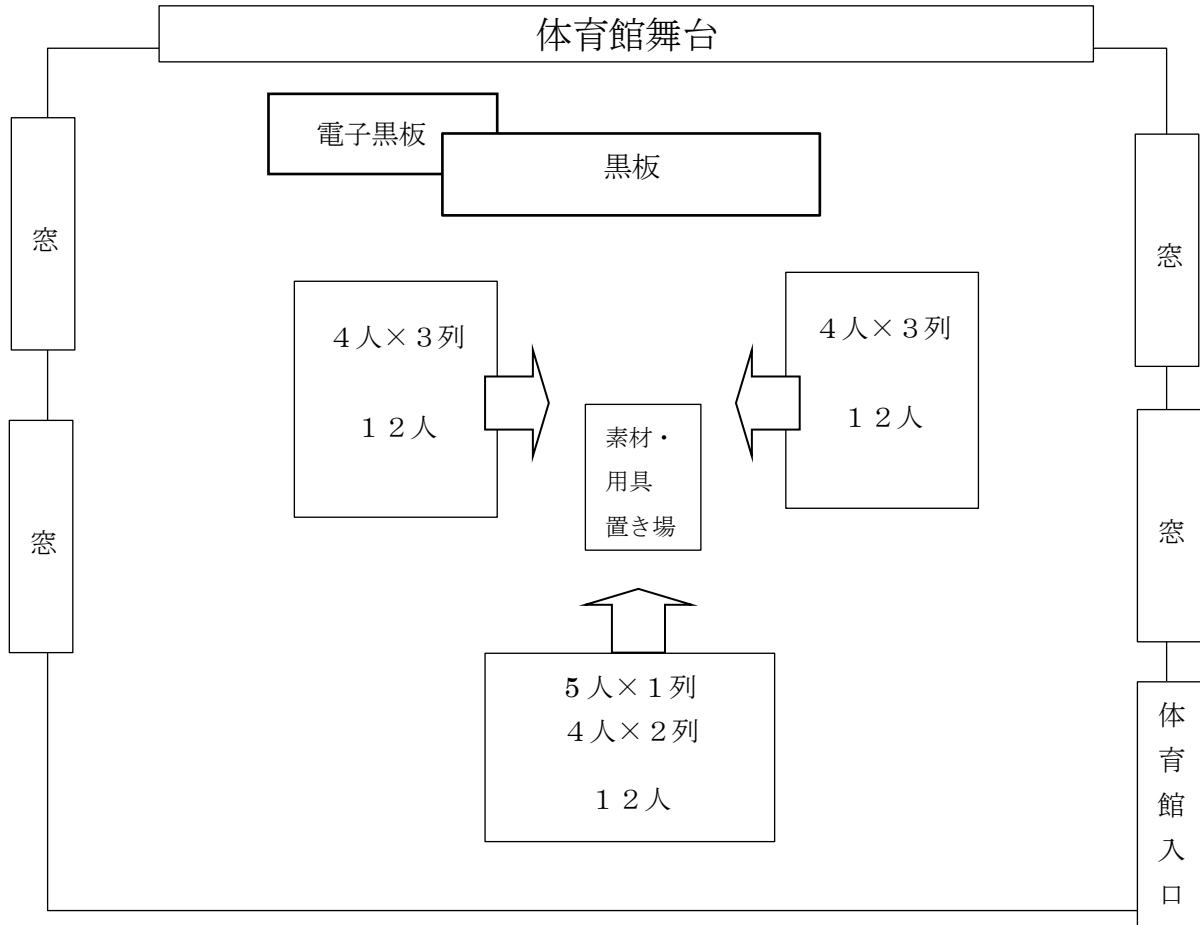 体育館舞台
電子黒板
黒板
窓
窓
４人×３列
１２人
４人×３列
１２人
素材・
用具
置き場
窓
窓
5人×１列
４人×２列
１２人
体育館入口